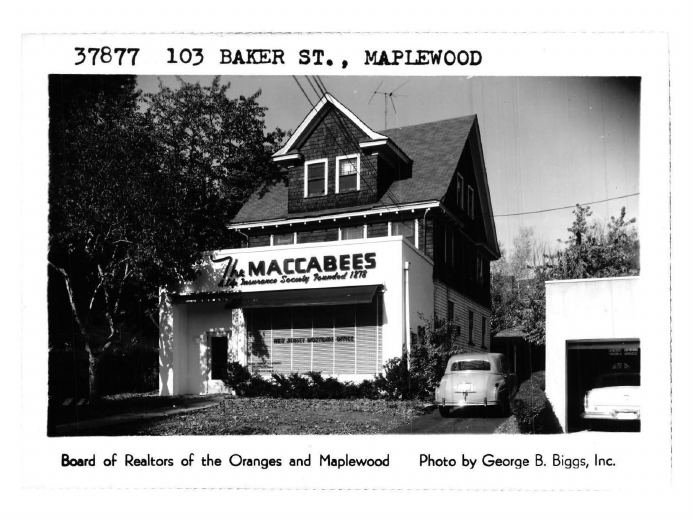 37877 103 BAKER ST., MAPLEWOOD
The MACCABEES
A Life Insurance Society Founded 1878
NEW JERSEY MORTGAGE OFFICE
Board of Realtors of the Oranges and Maplewood Photo by George B. Biggs, Inc.